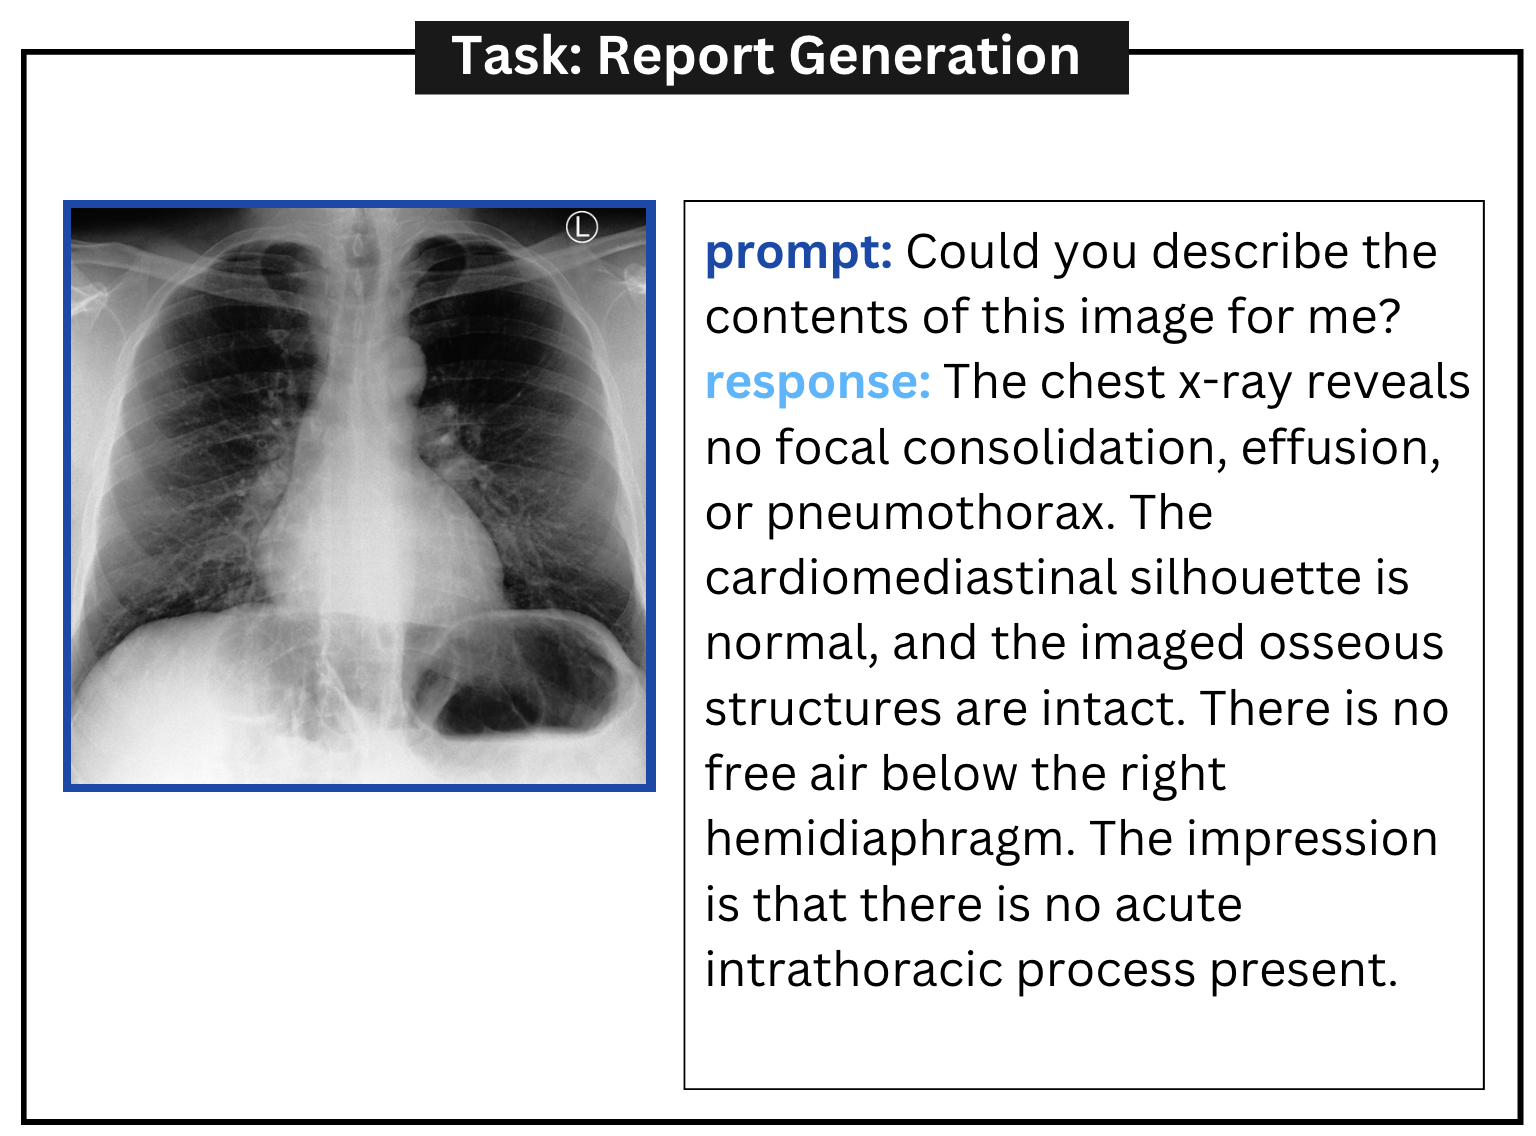 Task: Report Generation
L
prompt: Could you describe the
contents of this image for me?
response: The chest x-ray reveals
no focal consolidation, effusion,
or pneumothorax. The
cardiomediastinal silhouette is
normal, and the imaged osseous
structures are intact. There is no
free air below the right
hemidiaphragm. The impression
is that there is no acute
intrathoracic process present.